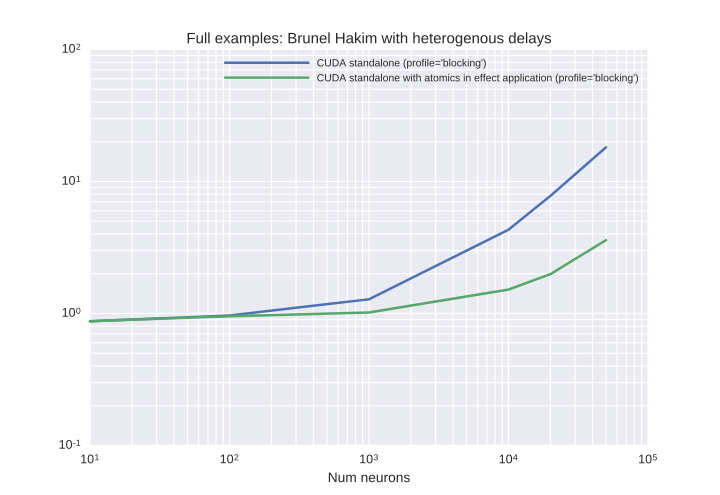 Full examples: Brunel Hakim with heterogenous delays
CUDA standalone (profile='blocking')
CUDA standalone with atomics in effect application (profile='blocking')
10²
10¹
10⁰
10⁻¹
10¹ 10² 10³ 10⁴ 10⁵
Num neurons